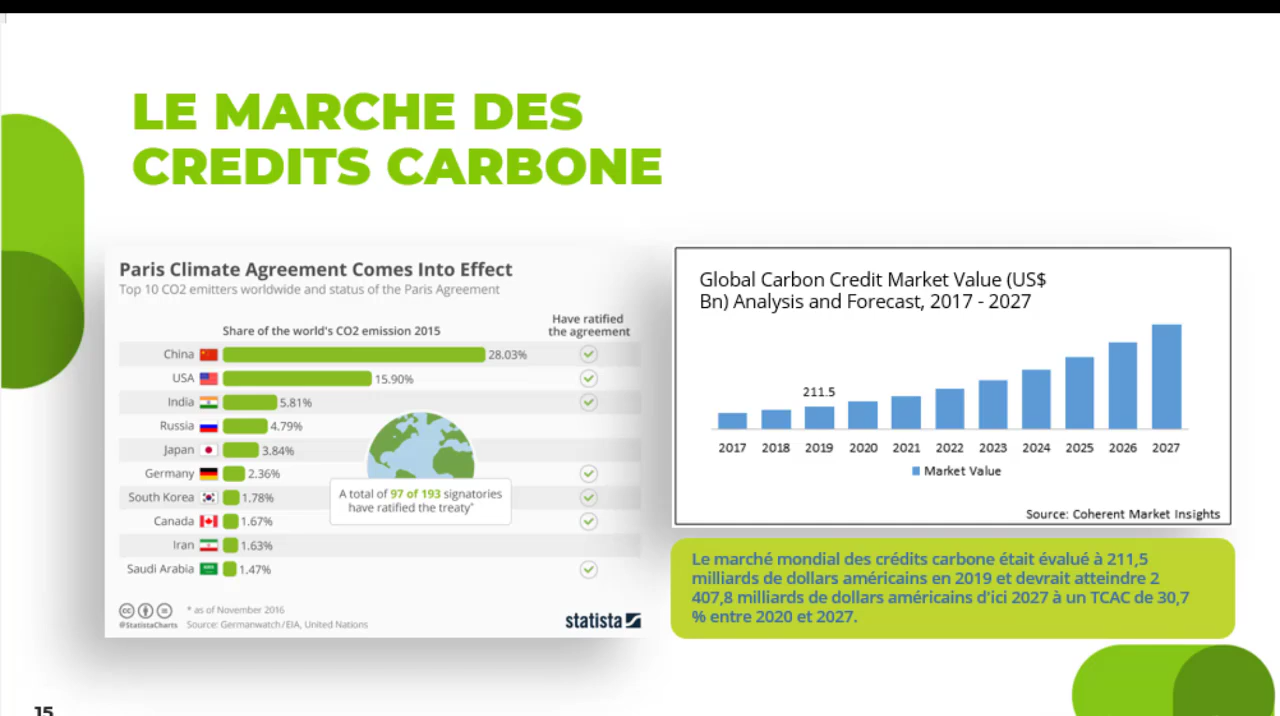 LE MARCHE DES
CREDITS CARBONE
Paris Climate Agreement Comes Into Effect
Top 10 CO2 emitters worldwide and status of the Paris Agreement
Share of the world's CO2 emission 2015
Have ratified
the agreement
China 28.03%
USA 15.90%
India 5.81%
Russia 4.79%
Japan 3.84%
Germany 2.36%
South Korea 1.78%
Canada 1.67%
Iran 1.63%
Saudi Arabia 1.47%
A total of 97 of 193 signatories
have ratified the treaty*
@StatistaCharts
* as of November 2016
Source: Germanwatch/EIA, United Nations
statista
Global Carbon Credit Market Value (US$
Bn) Analysis and Forecast, 2017 - 2027
211.5
2017 2018 2019 2020 2021 2022 2023 2024 2025 2026 2027
Market Value
Source: Coherent Market Insights
Le marché mondial des crédits carbone était évalué à 211,5
milliards de dollars américains en 2019 et devrait atteindre 2
407,8 milliards de dollars américains d'ici 2027 à un TCAC de 30,7
% entre 2020 et 2027.
15